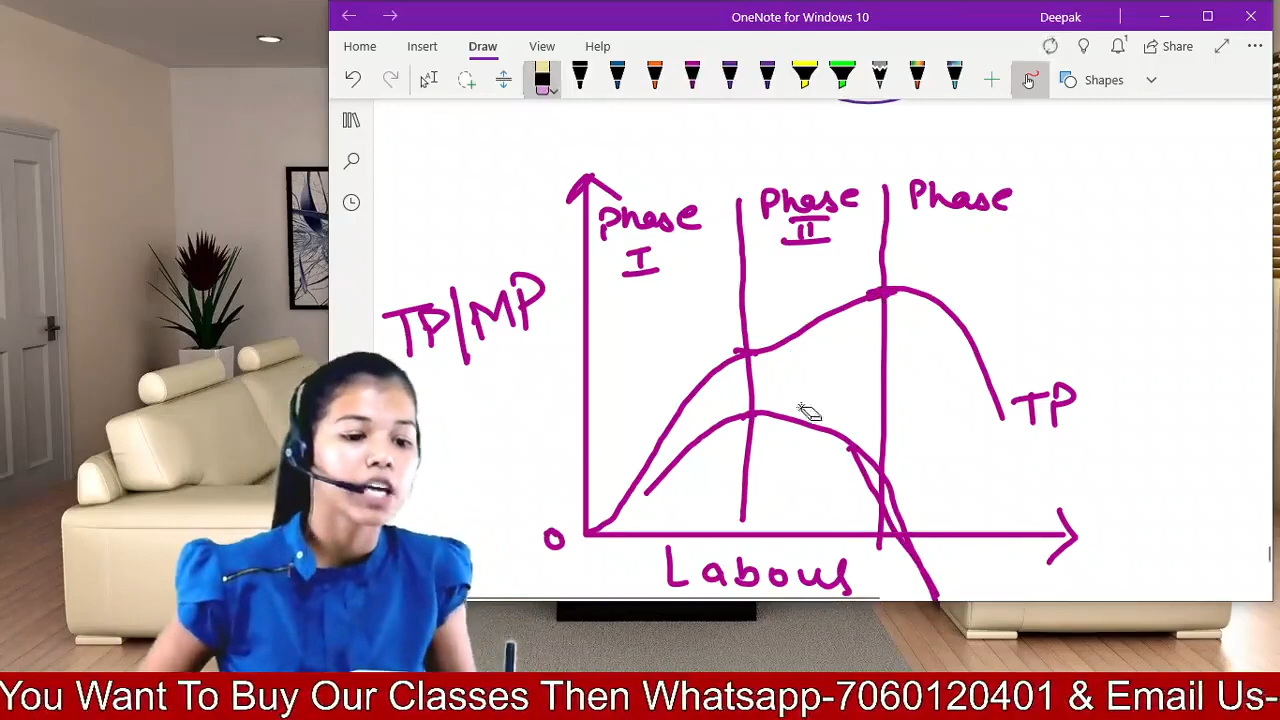 OneNote for Windows 10
Deepak
Home Insert Draw View Help
Share
Shapes
Phase
I
Phase
II
Phase
TP/MP
TP
0
Labour
You Want To Buy Our Classes Then Whatsapp-7060120401 & Email Us-